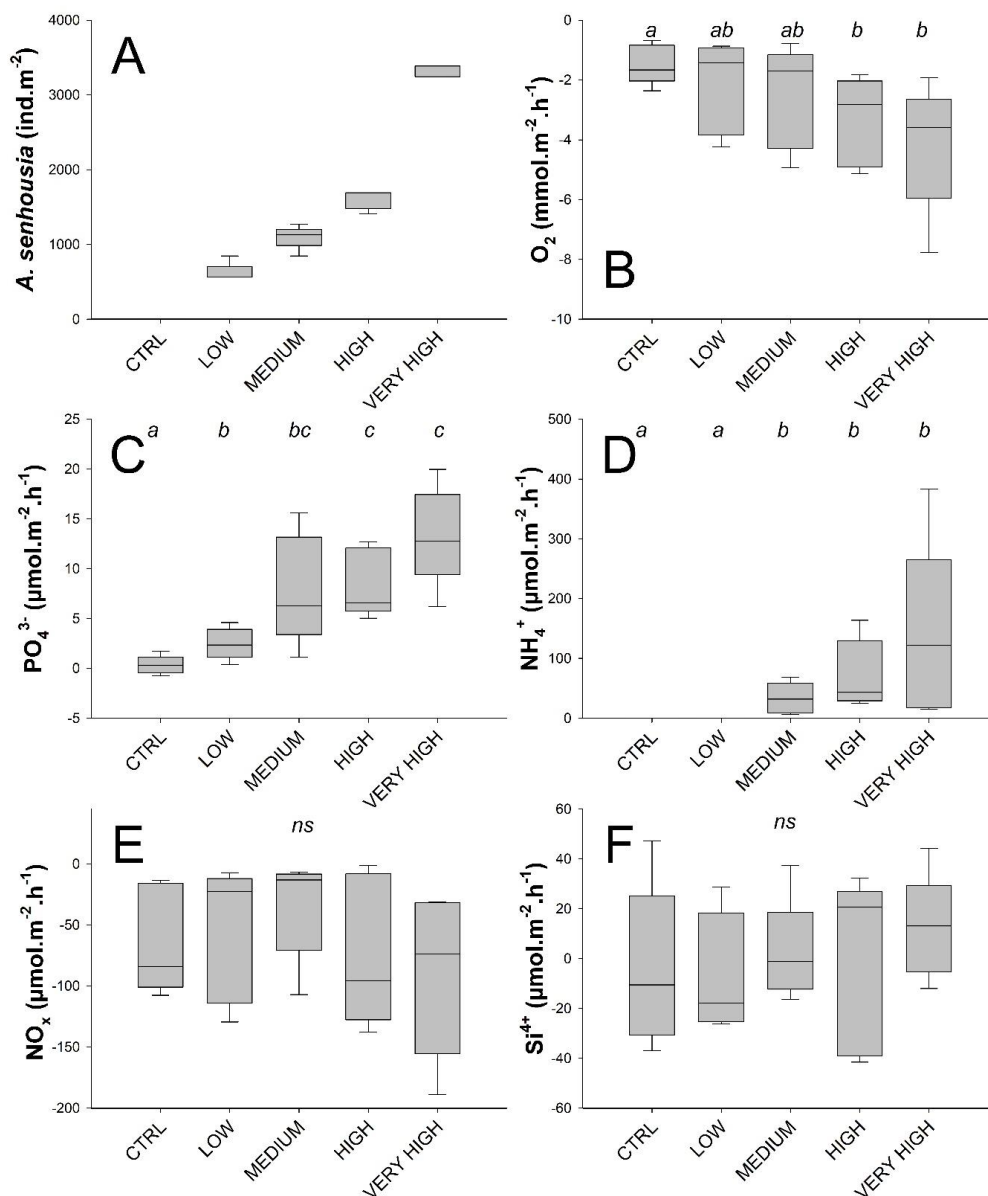 A
A. senhousia (ind.m⁻²)
4000
3000
2000
1000
0
CTRL
LOW
MEDIUM
HIGH
VERY HIGH
B
O₂ (mmol.m⁻².h⁻¹)
0
-2
-4
-6
-8
-10
a ab ab b b
CTRL
LOW
MEDIUM
HIGH
VERY HIGH
C
PO₄³⁻ (µmol.m⁻².h⁻¹)
25
20
15
10
5
0
-5
a b bc c c
CTRL
LOW
MEDIUM
HIGH
VERY HIGH
D
NH₄⁺ (µmol.m⁻².h⁻¹)
500
400
300
200
100
0
a a b b b
CTRL
LOW
MEDIUM
HIGH
VERY HIGH
E
NOₓ (µmol.m⁻².h⁻¹)
0
-50
-100
-150
-200
ns
CTRL
LOW
MEDIUM
HIGH
VERY HIGH
F
Si⁴⁺ (µmol.m⁻².h⁻¹)
60
40
20
0
-20
-40
-60
ns
CTRL
LOW
MEDIUM
HIGH
VERY HIGH